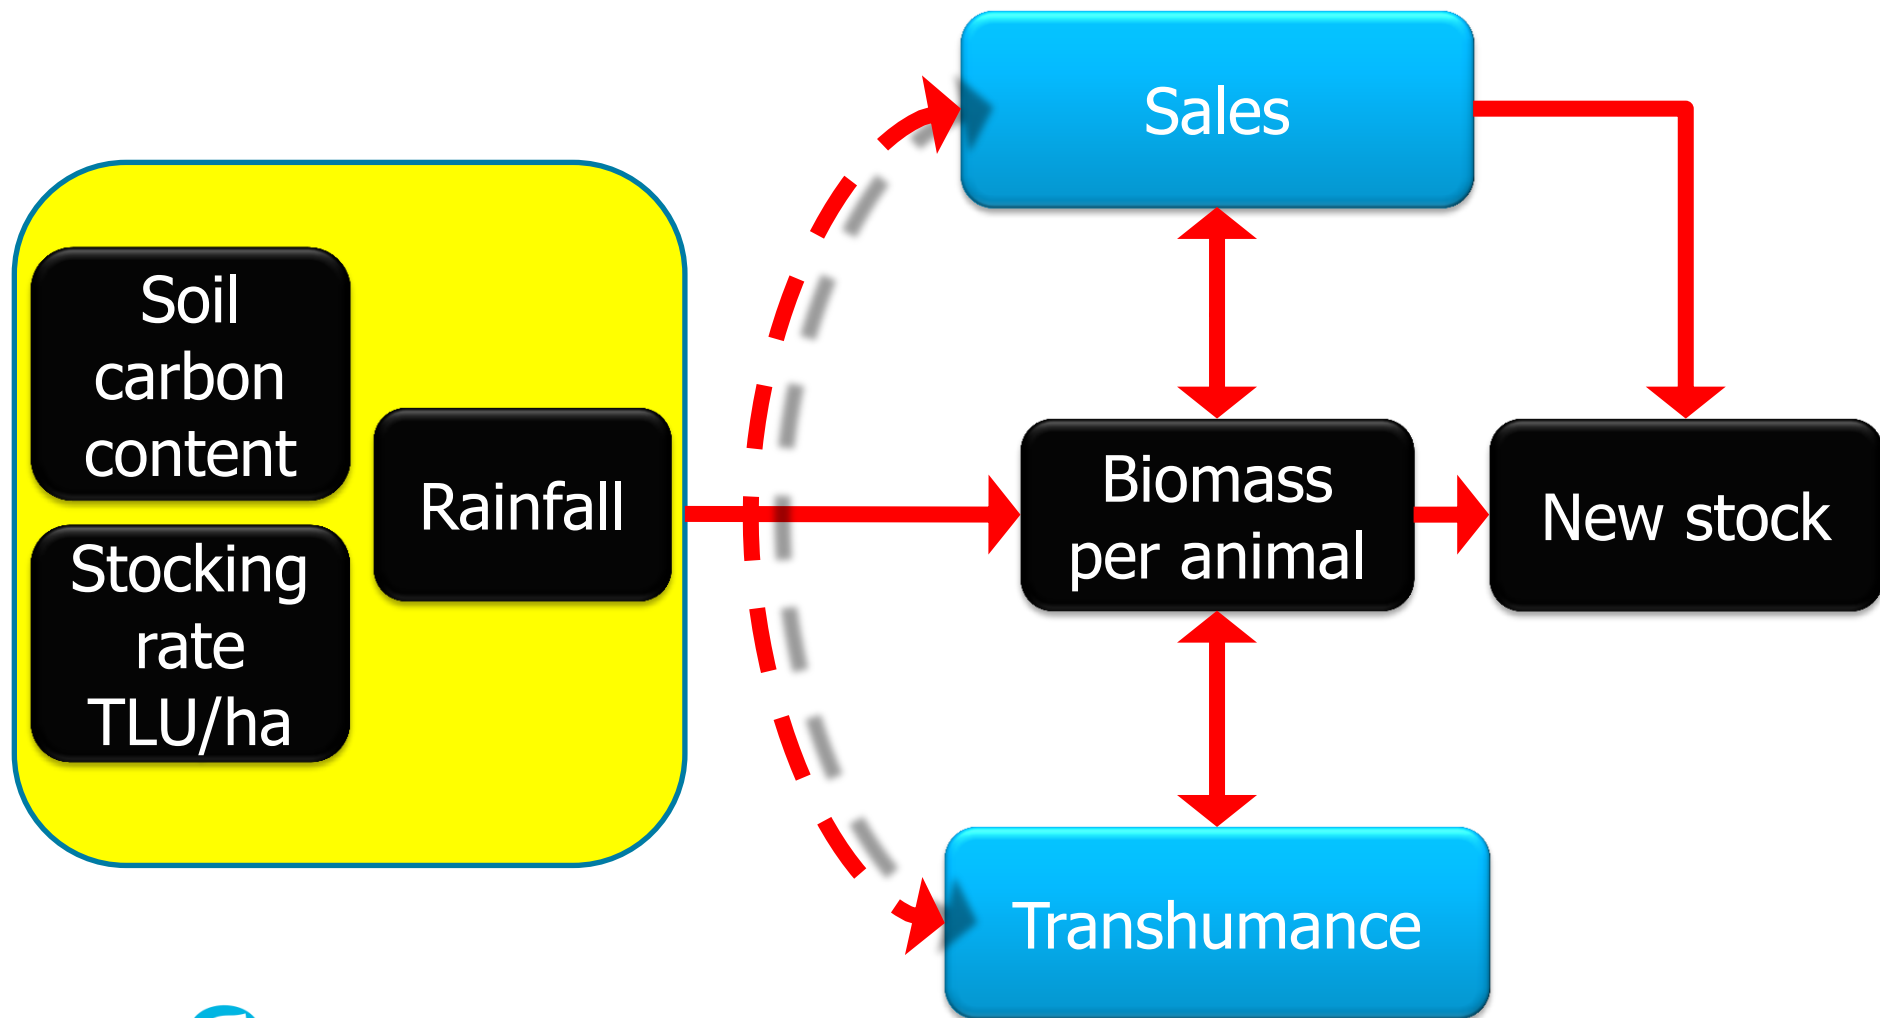 Sales
Soil
carbon
content
Rainfall
Stocking
rate
TLU/ha
Biomass
per animal
New stock
Transhumance